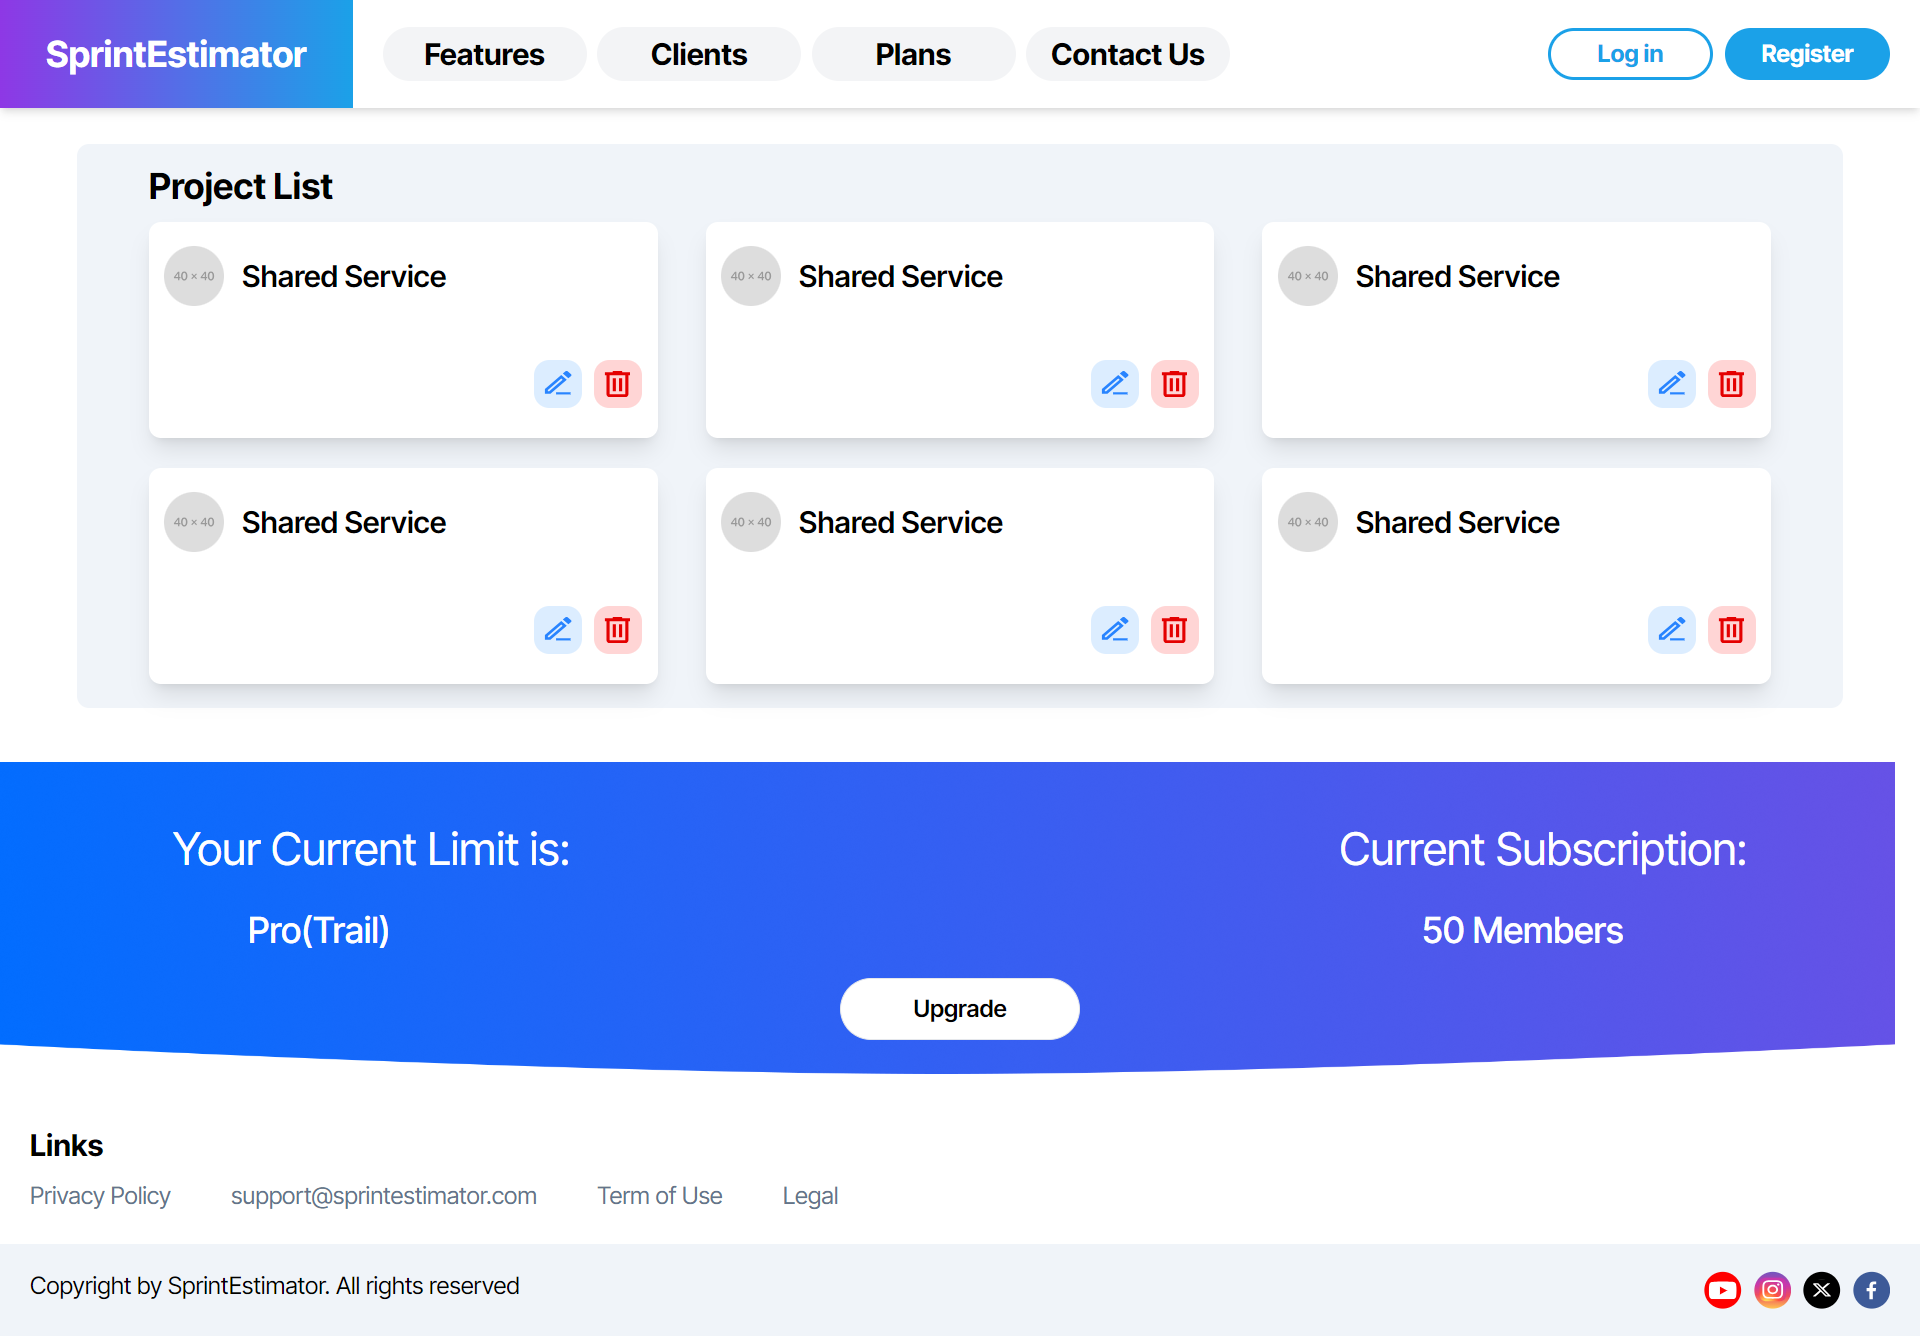 SprintEstimator
Features
Clients
Plans
Contact Us
Log in
Register
Project List
40 × 40
Shared Service
40 × 40
Shared Service
40 × 40
Shared Service
40 × 40
Shared Service
40 × 40
Shared Service
40 × 40
Shared Service
Your Current Limit is:
Pro(Trail)
Current Subscription:
50 Members
Upgrade
Links
Privacy Policy
support@sprintestimator.com
Term of Use
Legal
Copyright by SprintEstimator. All rights reserved